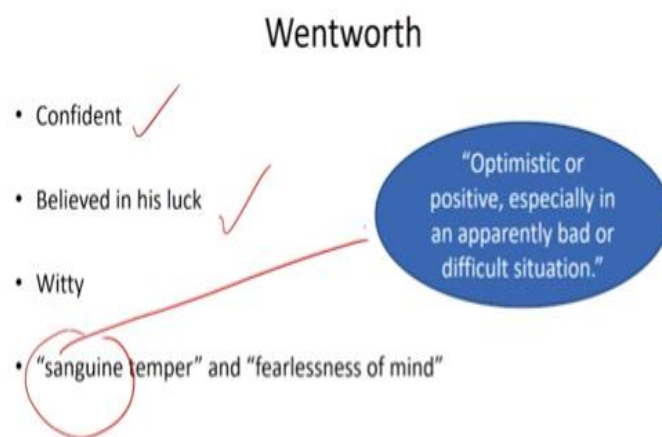 Wentworth
• Confident
• Believed in his luck
• Witty
• “sanguine temper” and “fearlessness of mind”
“Optimistic or
positive, especially in
an apparently bad or
difficult situation.”